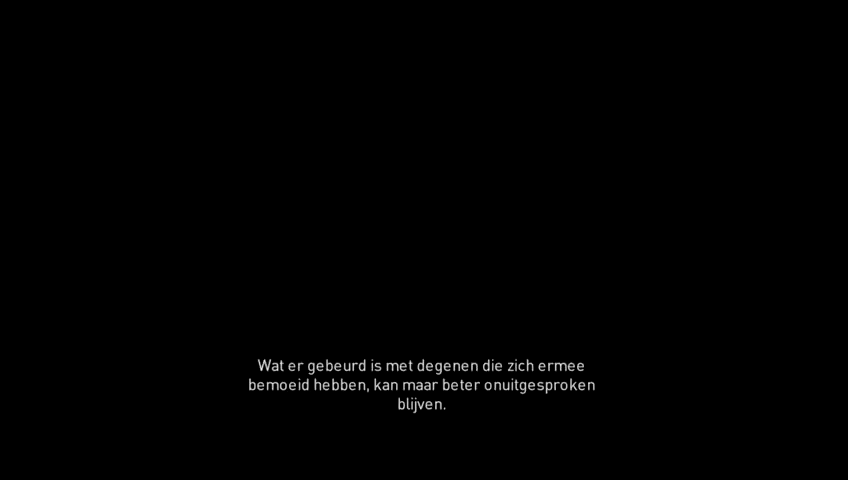 Wat er gebeurd is met degenen die zich ermee
bemoeid hebben, kan maar beter onuitgesproken
blijven.